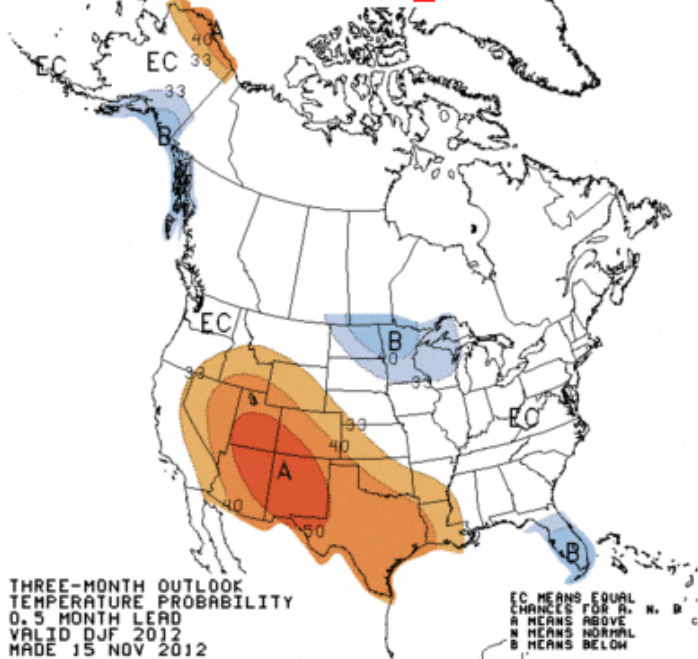 A
40
EC
EC
33
33
B
EC
B
40
33
33
33
40
EC
A
40
50
B
THREE-MONTH OUTLOOK
TEMPERATURE PROBABILITY
0.5 MONTH LEAD
VALID DJF 2012
MADE 15 NOV 2012
EC MEANS EQUAL
CHANCES FOR A, N, B
A MEANS ABOVE
N MEANS NORMAL
B MEANS BELOW